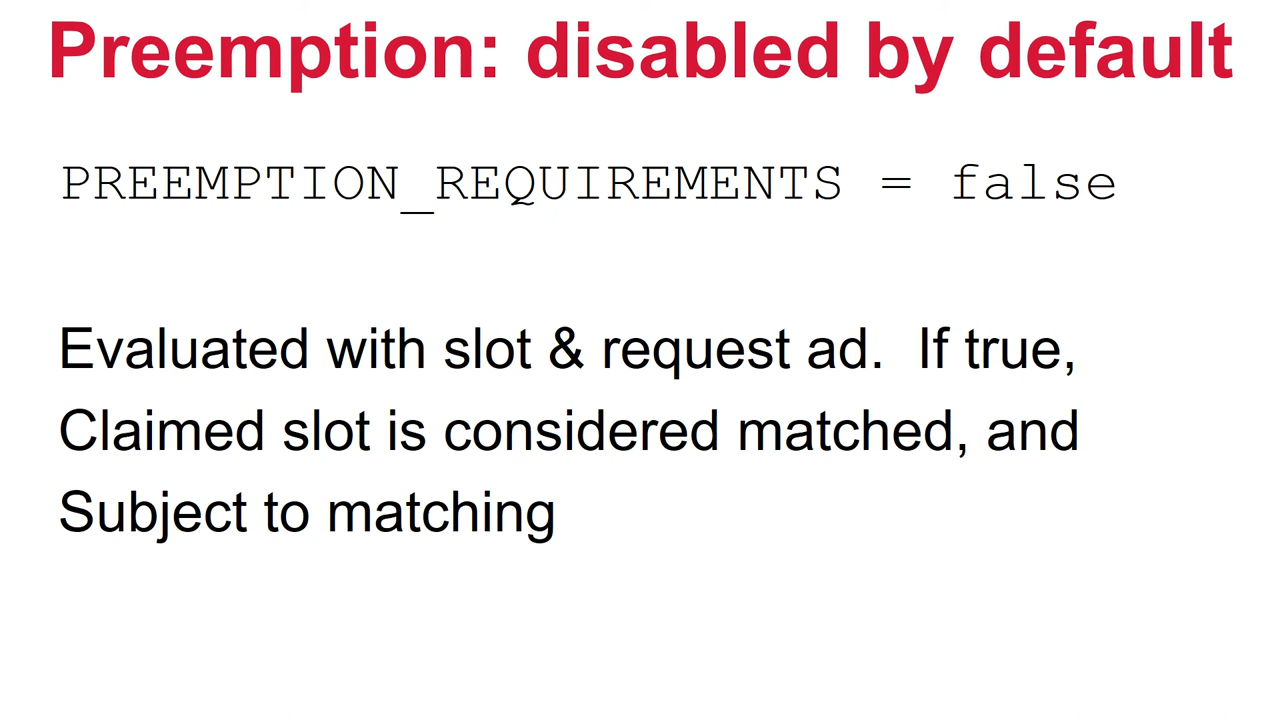 Preemption: disabled by default
PREEMPTION_REQUIREMENTS = false
Evaluated with slot & request ad.  If true,
Claimed slot is considered matched, and
Subject to matching